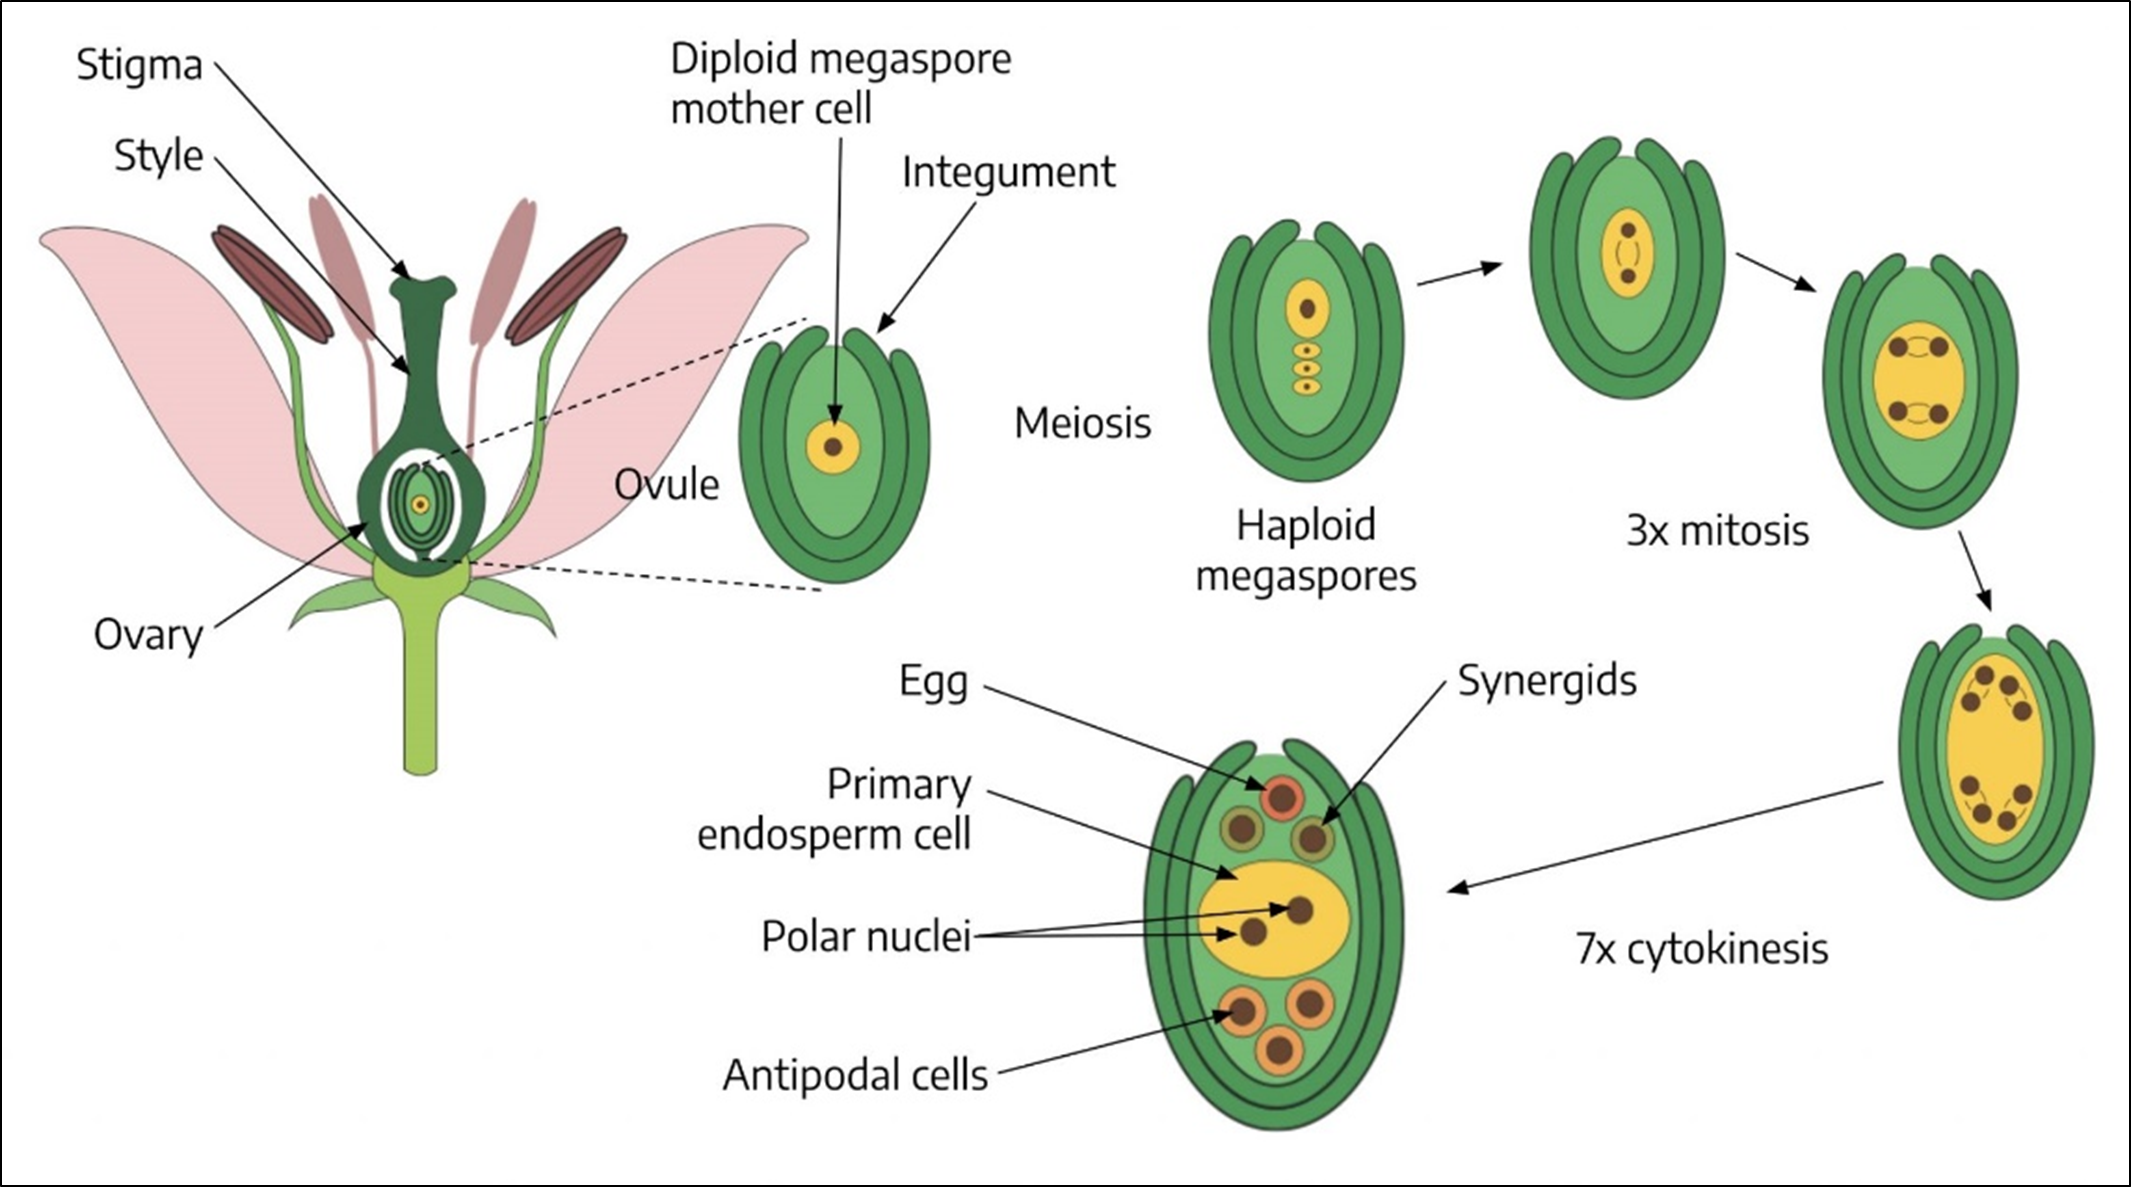 Stigma
Style
Ovary
Diploid megaspore
mother cell
Integument
Ovule
Meiosis
Haploid
megaspores
3x mitosis
Egg
Synergids
Primary
endosperm cell
Polar nuclei
7x cytokinesis
Antipodal cells